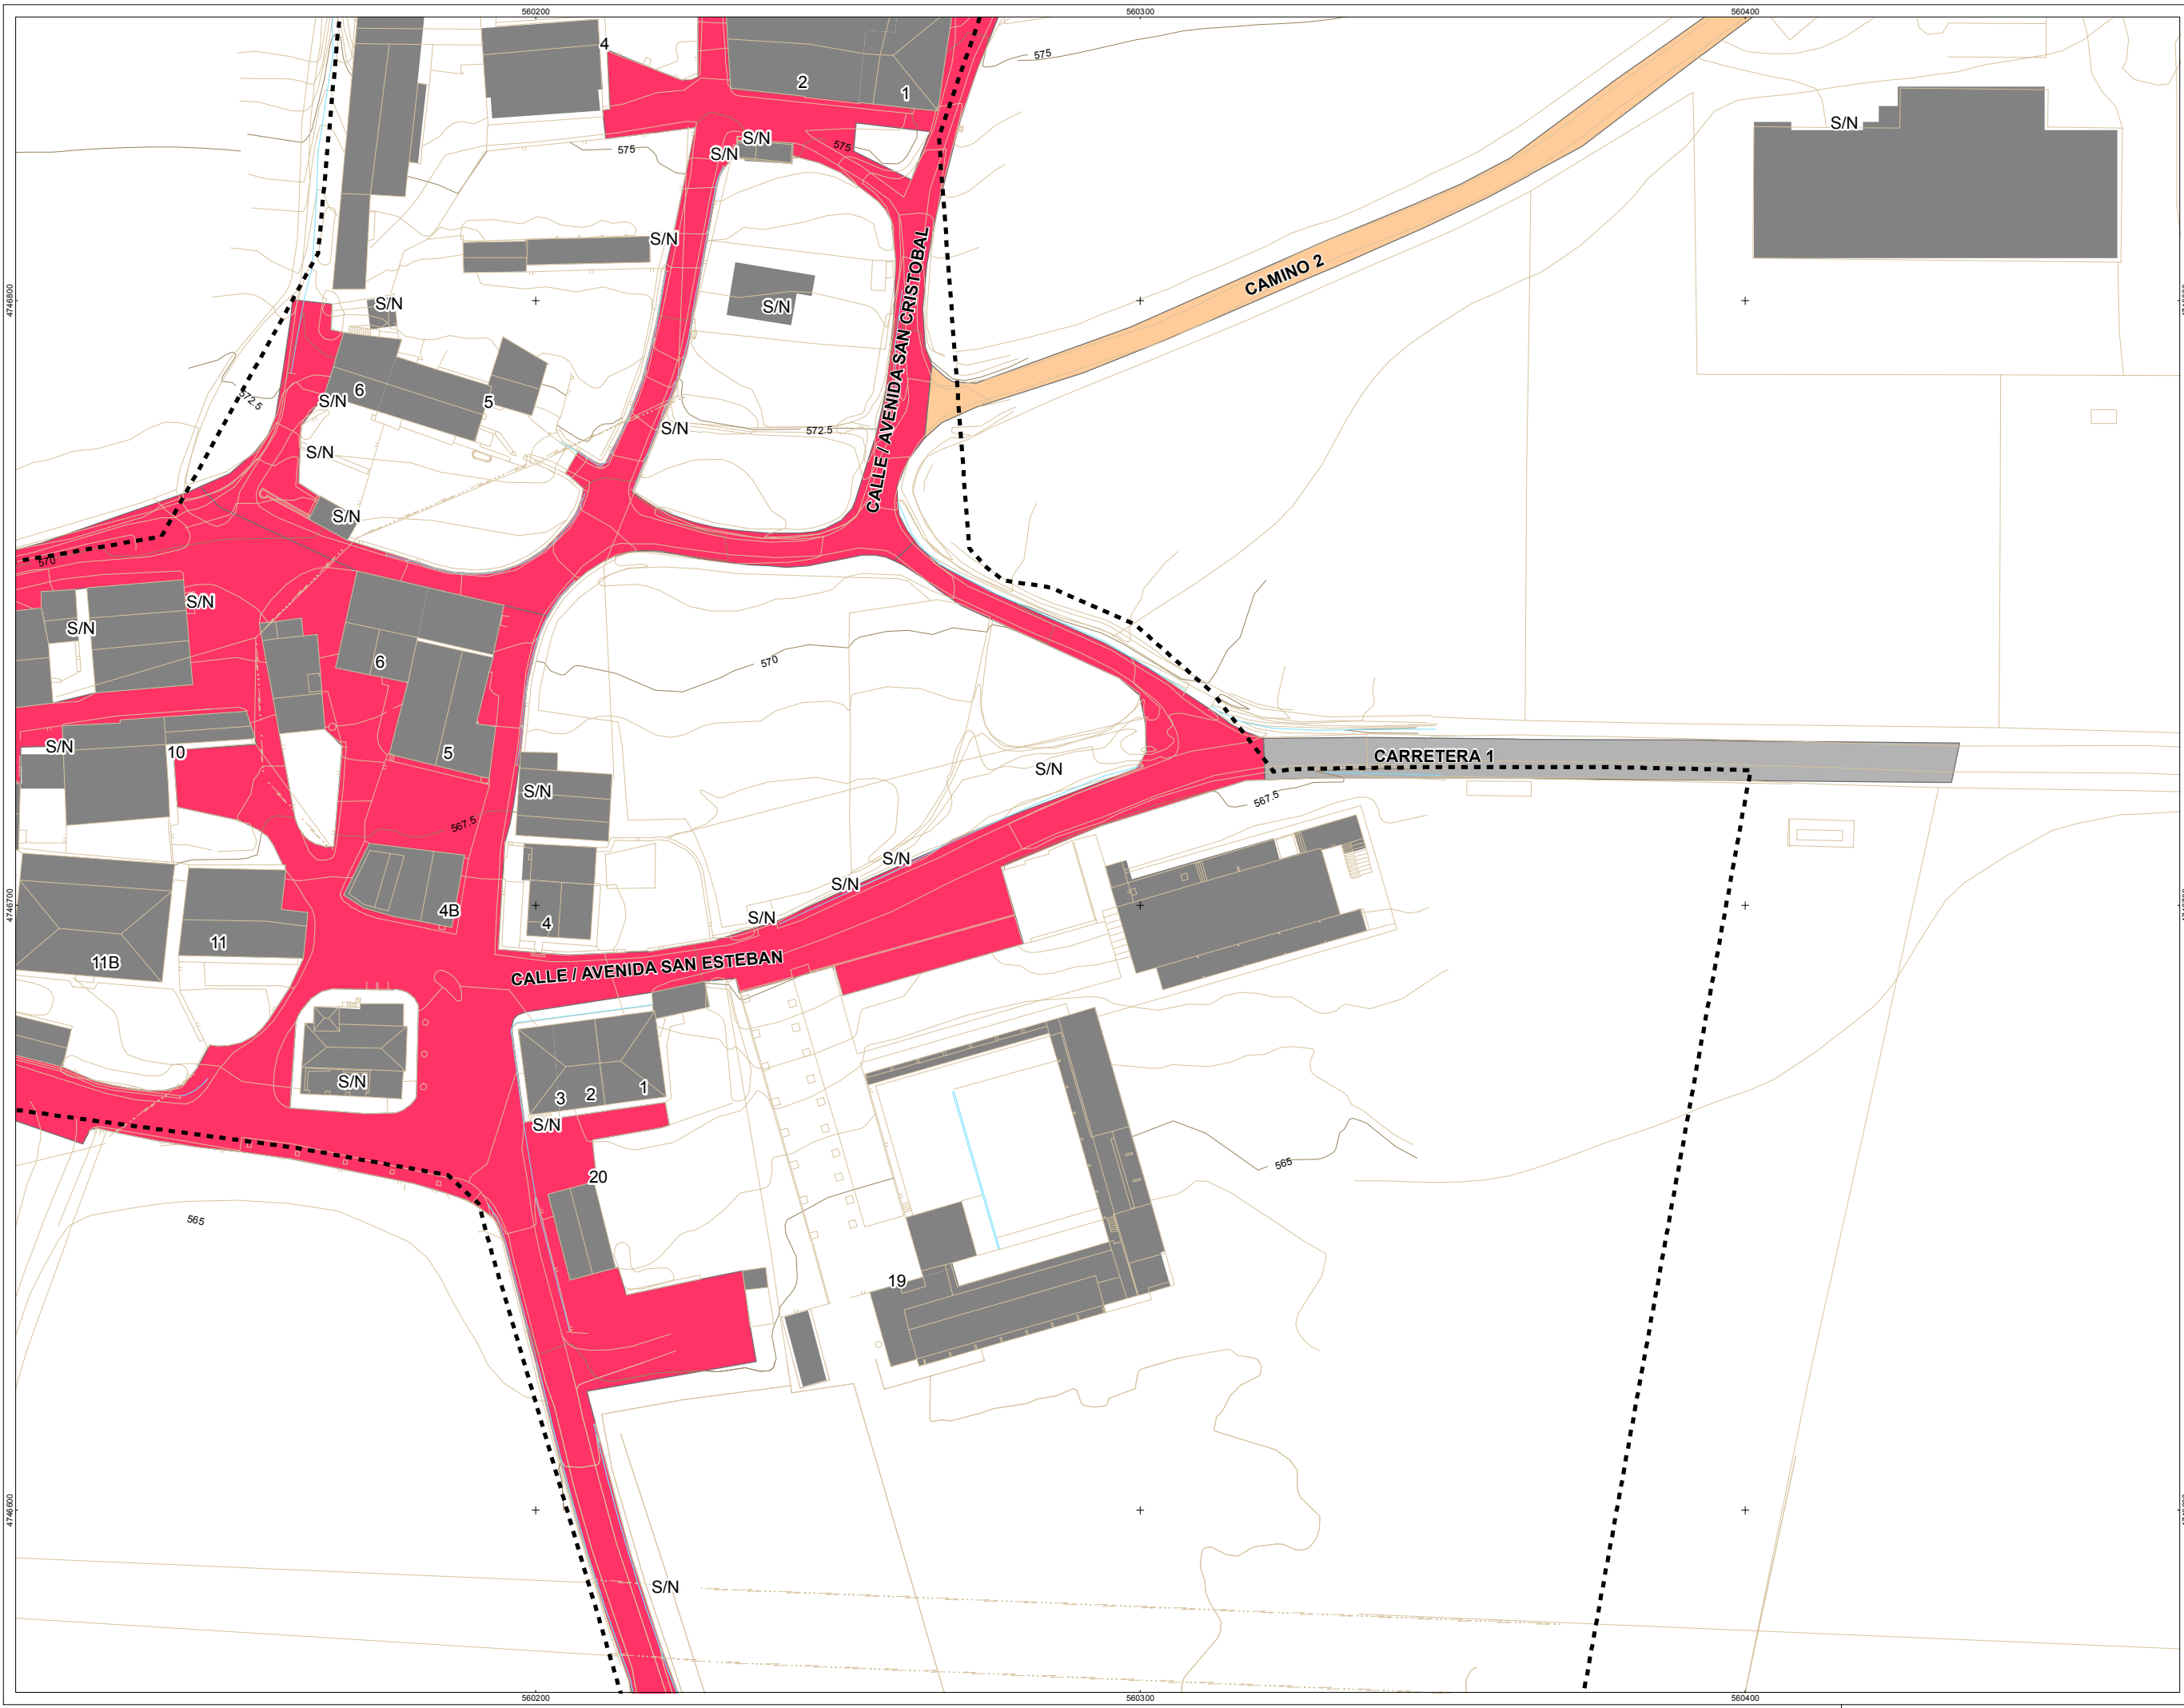 560200
560300
560400
4
575
2
1
S/N
S/N
S/N
575
575
S/N
CALLE / AVENIDA SAN CRISTOBAL
CAMINO 2
4746800
S/N
S/N
6
S/N
5
572.5
S/N
572.5
S/N
S/N
570
S/N
S/N
6
570
S/N
10
5
CARRETERA 1
S/N
S/N
567.5
567.5
S/N
S/N
4746700
4B
S/N
4
11
11B
CALLE / AVENIDA SAN ESTEBAN
S/N
3
2
1
S/N
565
20
565
19
4746600
S/N
560200
560300
560400